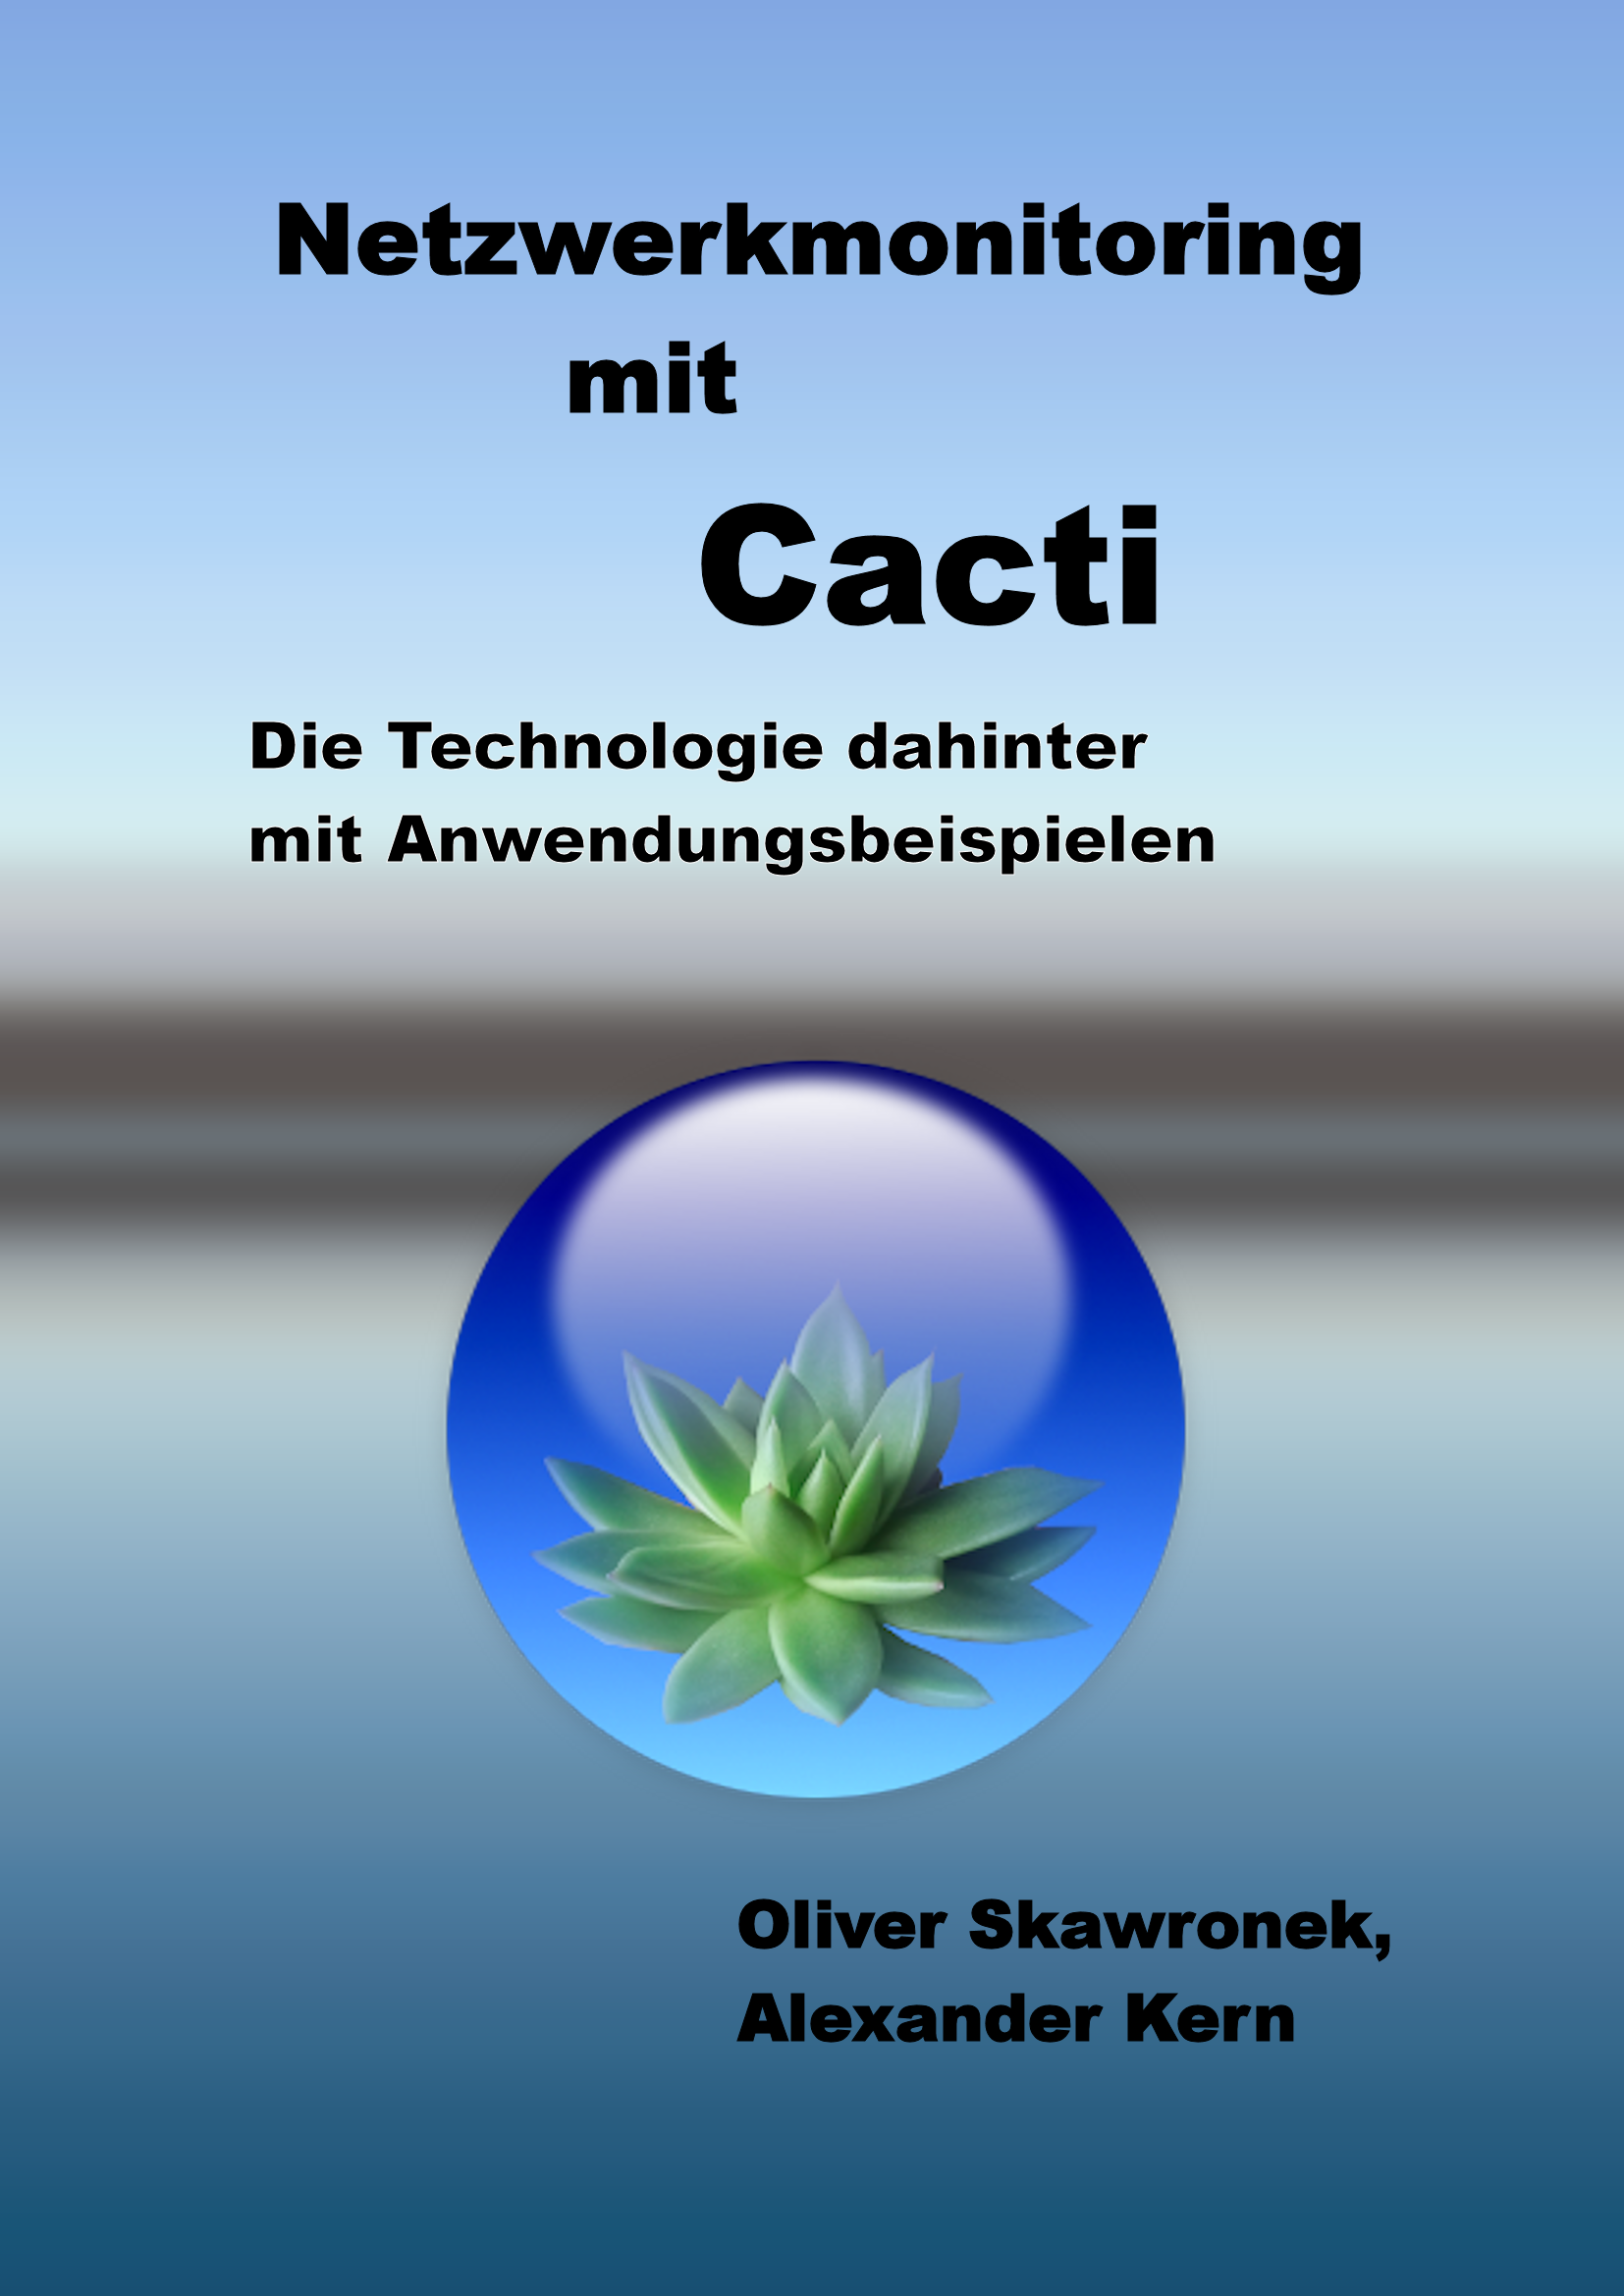 Netzwerkmonitoring
mit
Cacti
Die Technologie dahinter
mit Anwendungsbeispielen
Oliver Skawronek,
Alexander Kern